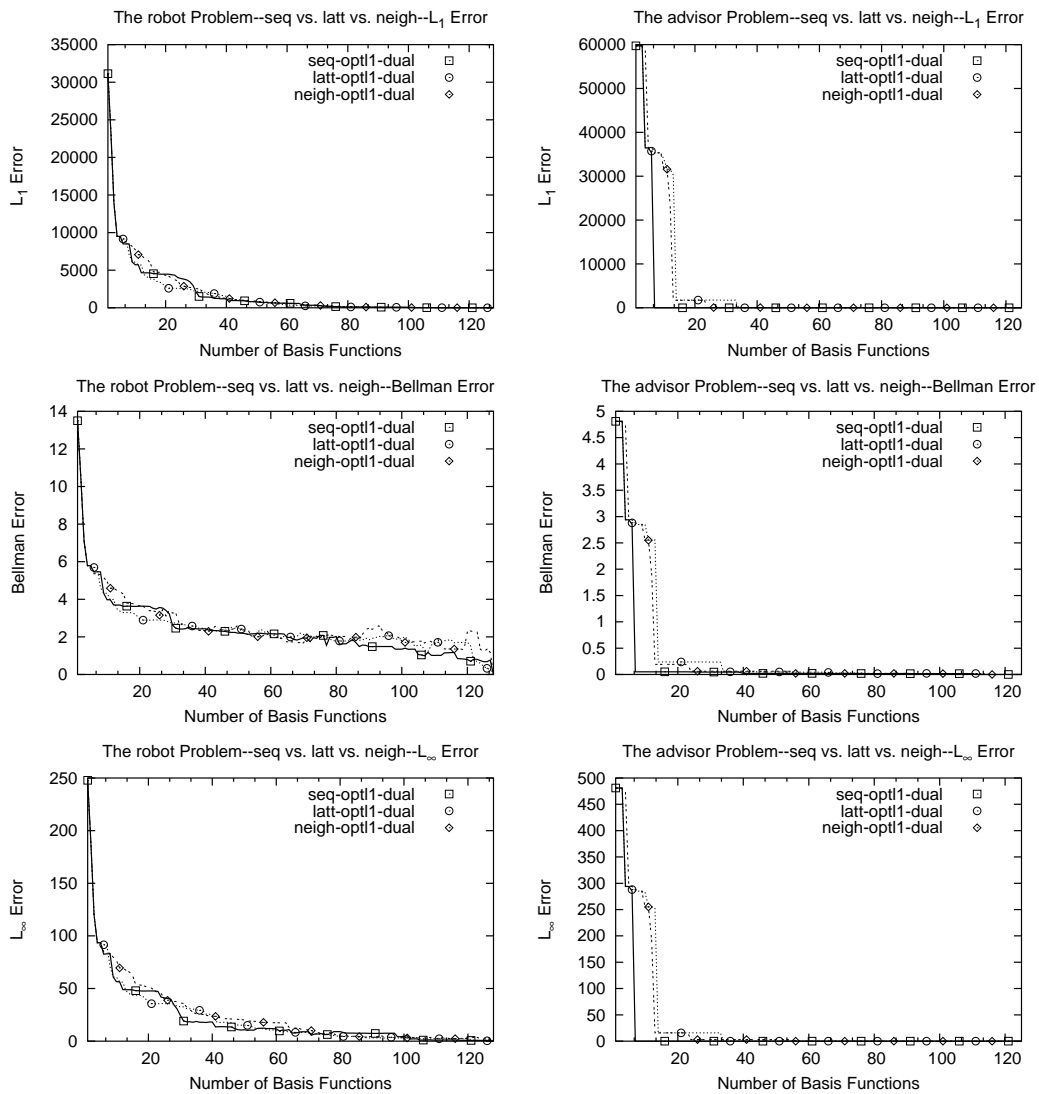 The robot Problem--seq vs. latt vs. neigh--L1 Error
35000
30000
25000
20000
15000
10000
5000
0
L1 Error
seq-optl1-dual
latt-optl1-dual
neigh-optl1-dual
20 40 60 80 100 120
Number of Basis Functions
The advisor Problem--seq vs. latt vs. neigh--L1 Error
60000
50000
40000
30000
20000
10000
0
L1 Error
seq-optl1-dual
latt-optl1-dual
neigh-optl1-dual
20 40 60 80 100 120
Number of Basis Functions
The robot Problem--seq vs. latt vs. neigh--Bellman Error
14
12
10
8
6
4
2
0
Bellman Error
seq-optl1-dual
latt-optl1-dual
neigh-optl1-dual
20 40 60 80 100 120
Number of Basis Functions
The advisor Problem--seq vs. latt vs. neigh--Bellman Error
5
4.5
4
3.5
3
2.5
2
1.5
1
0.5
0
Bellman Error
seq-optl1-dual
latt-optl1-dual
neigh-optl1-dual
20 40 60 80 100 120
Number of Basis Functions
The robot Problem--seq vs. latt vs. neigh--L∞ Error
250
200
150
100
50
0
L∞ Error
seq-optl1-dual
latt-optl1-dual
neigh-optl1-dual
20 40 60 80 100 120
Number of Basis Functions
The advisor Problem--seq vs. latt vs. neigh--L∞ Error
500
450
400
350
300
250
200
150
100
50
0
L∞ Error
seq-optl1-dual
latt-optl1-dual
neigh-optl1-dual
20 40 60 80 100 120
Number of Basis Functions